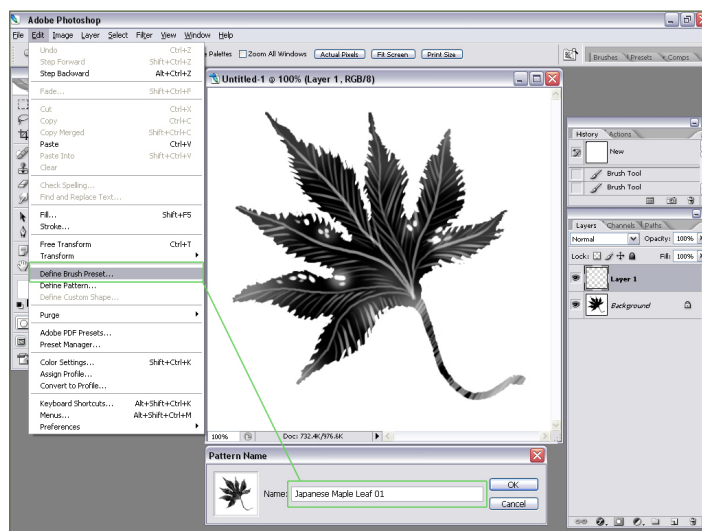 Adobe Photoshop
File Edit Image Layer Select Filter View Window Help
Palettes Zoom All Windows Actual Pixels Fit Screen Print Size
Brushes Presets Comps
Undo Ctrl+Z
Step Forward Shift+Ctrl+Z
Step Backward Alt+Ctrl+Z
Fade... Shift+Ctrl+F
Cut Ctrl+X
Copy Ctrl+C
Copy Merged Shift+Ctrl+C
Paste Ctrl+V
Paste Into Shift+Ctrl+V
Clear
Check Spelling...
Find and Replace Text...
Fill... Shift+F5
Stroke...
Free Transform Ctrl+T
Transform
Define Brush Preset...
Define Pattern...
Define Custom Shape...
Purge
Adobe PDF Presets...
Preset Manager...
Color Settings... Shift+Ctrl+K
Assign Profile...
Convert to Profile...
Keyboard Shortcuts... Alt+Shift+Ctrl+K
Menus... Alt+Shift+Ctrl+M
Preferences
Untitled-1 @ 100% (Layer 1, RGB/8)
100% Doc: 732.4K/976.6K
Pattern Name
Name: Japanese Maple Leaf 01
OK
Cancel
History Actions
New
Brush Tool
Brush Tool
Layers Channels Paths
Normal Opacity: 100%
Lock: Fill: 100%
Layer 1
Background